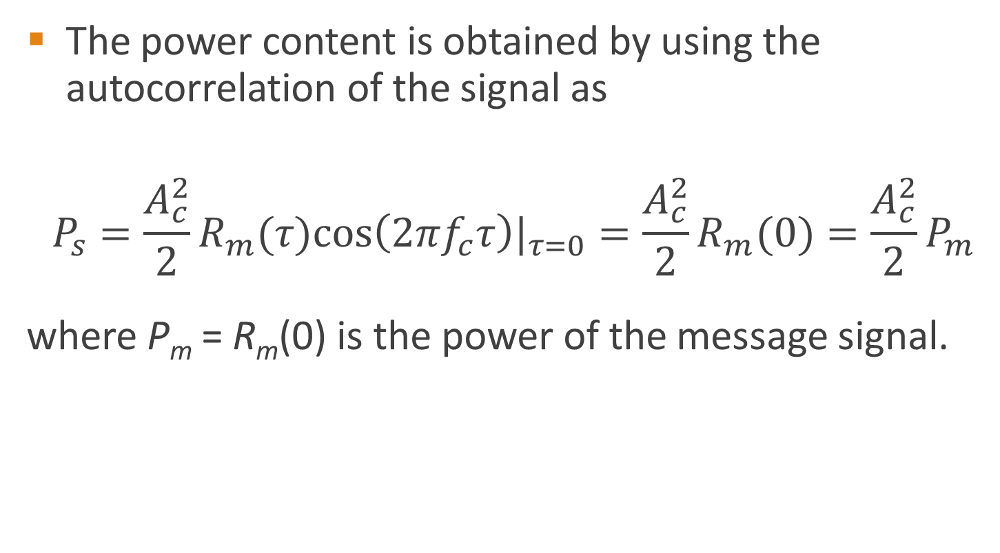 ▪ The power content is obtained by using the
autocorrelation of the signal as
$P_s = \frac{A_c^2}{2} R_m(\tau)\cos(2\pi f_c \tau)|_{\tau=0} = \frac{A_c^2}{2} R_m(0) = \frac{A_c^2}{2} P_m$
where $P_m$ = $R_m$(0) is the power of the message signal.